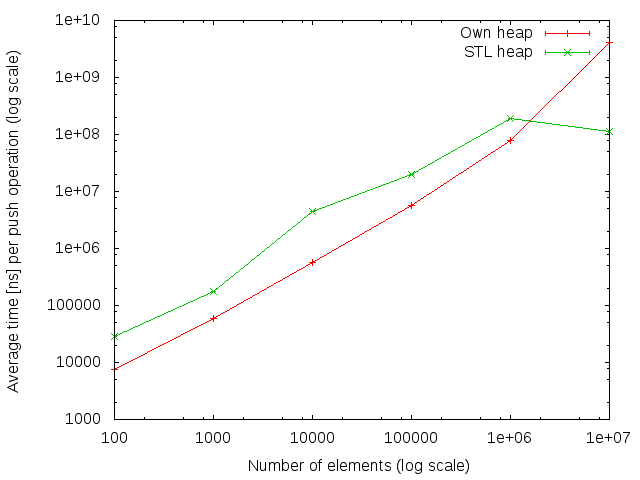 Own heap
STL heap
Average time [ns] per push operation (log scale)
1e+10
1e+09
1e+08
1e+07
1e+06
100000
10000
1000
100
1000
10000
100000
1e+06
1e+07
Number of elements (log scale)